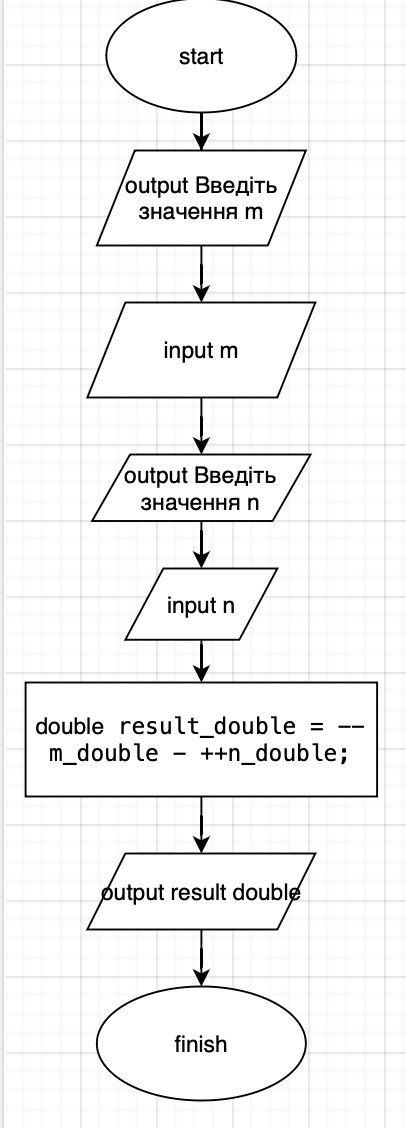 start
output Введіть
значення m
input m
output Введіть
значення n
input n
double result_double = --
m_double - ++n_double;
output result double
finish